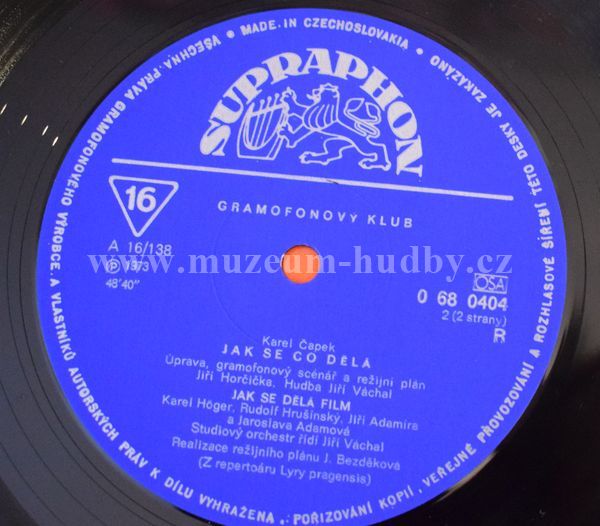 VŠECHNA PRÁVA GRAMOFONOVÉHO VÝROBCE A VLASTNÍKŮ AUTORSKÝCH PRÁV K DÍLU VYHRAŽENA. POŘIZOVÁNÍ KOPIÍ, VEŘEJNÉ PROVOZOVÁNÍ A ROZHLASOVÉ ŠÍŘENÍ TÉTO DESKY JE ZAKÁZÁNO • MADE IN CZECHOSLOVAKIA •
SUPRAPHON
16
GRAMOFONOVÝ KLUB
A 16/138
℗ 1973
48'40"
www.muzeum-hudby.cz
OSA
0 68 0404
2 (2 strany)
R
Karel Čapek
JAK SE CO DĚLÁ
Úprava, gramofonový scénář a režijní plán
Jiří Horčička. Hudba Jiří Váchal
JAK SE DĚLÁ FILM
Karel Höger, Rudolf Hrušínský, Jiří Adamíra
a Jaroslava Adamová
Studiový orchestr řídí Jiří Váchal
Realizace režijního plánu J. Bezděková
(Z repertoáru Lyry pragensis)